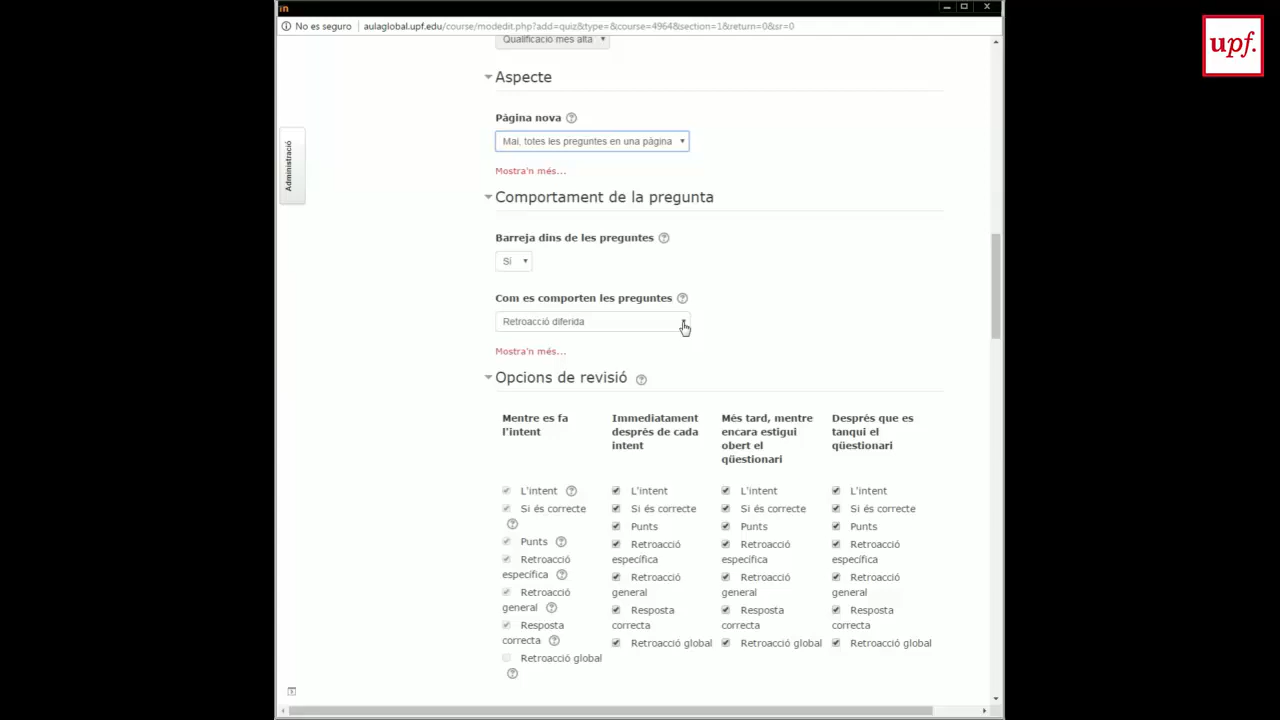 in
No es seguro | aulaglobal.upf.edu/course/modedit.php?add=quiz&type=&course=4964&section=1&return=0&sr=0
upf.
Qualificació més alta
Aspecte
Pàgina nova
Mai, totes les preguntes en una pàgina
Mostra'n més...
Administració
Comportament de la pregunta
Barreja dins de les preguntes
Sí
Com es comporten les preguntes
Retroacció diferida
Mostra'n més...
Opcions de revisió
Mentre es fa l'intent
L'intent
Si és correcte
Punts
Retroacció específica
Retroacció general
Resposta correcta
Retroacció global
Immediatament després de cada intent
L'intent
Si és correcte
Punts
Retroacció específica
Retroacció general
Resposta correcta
Retroacció global
Més tard, mentre encara estigui obert el qüestionari
L'intent
Si és correcte
Punts
Retroacció específica
Retroacció general
Resposta correcta
Retroacció global
Després que es tanqui el qüestionari
L'intent
Si és correcte
Punts
Retroacció específica
Retroacció general
Resposta correcta
Retroacció global